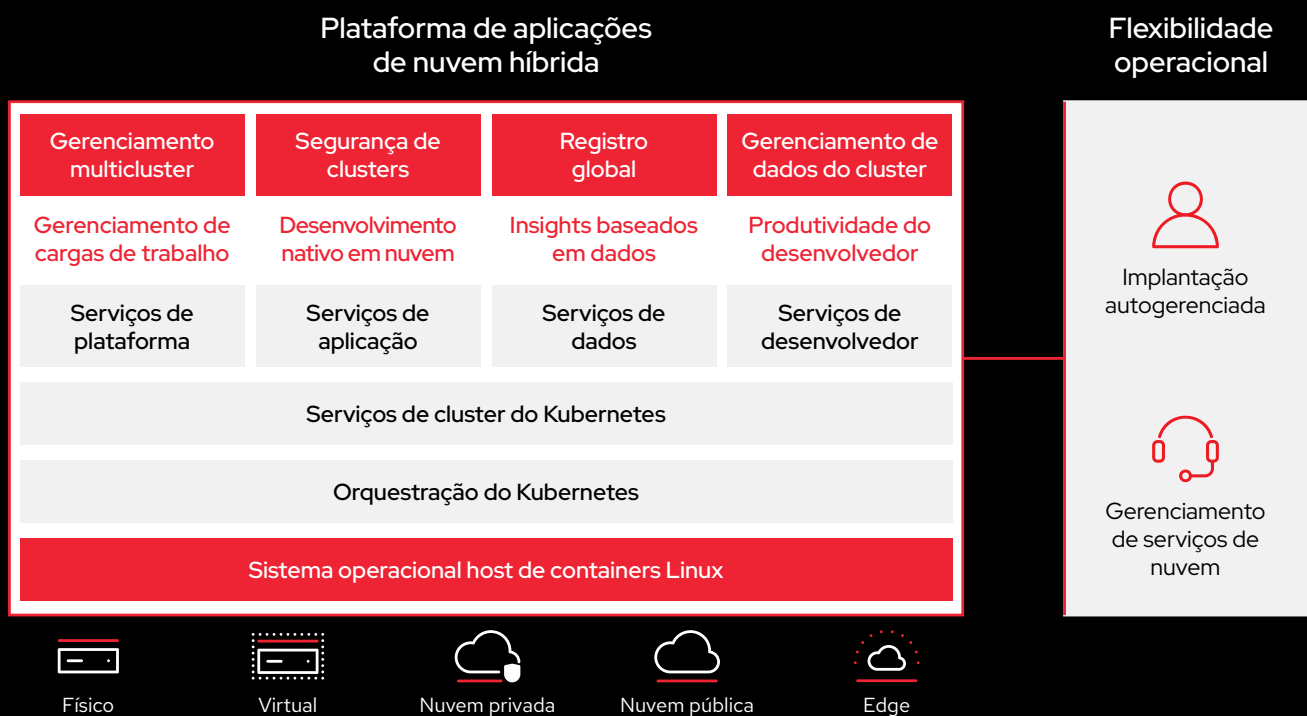 Plataforma de aplicações
de nuvem híbrida
Flexibilidade
operacional
Gerenciamento
multicluster
Segurança de
clusters
Registro
global
Gerenciamento de
dados do cluster
Gerenciamento de
cargas de trabalho
Desenvolvimento
nativo em nuvem
Insights baseados
em dados
Produtividade do
desenvolvedor
Serviços de
plataforma
Serviços de
aplicação
Serviços de
dados
Serviços de
desenvolvedor
Serviços de cluster do Kubernetes
Orquestração do Kubernetes
Sistema operacional host de containers Linux
Implantação
autogerenciada
Gerenciamento
de serviços de
nuvem
Físico
Virtual
Nuvem privada
Nuvem pública
Edge